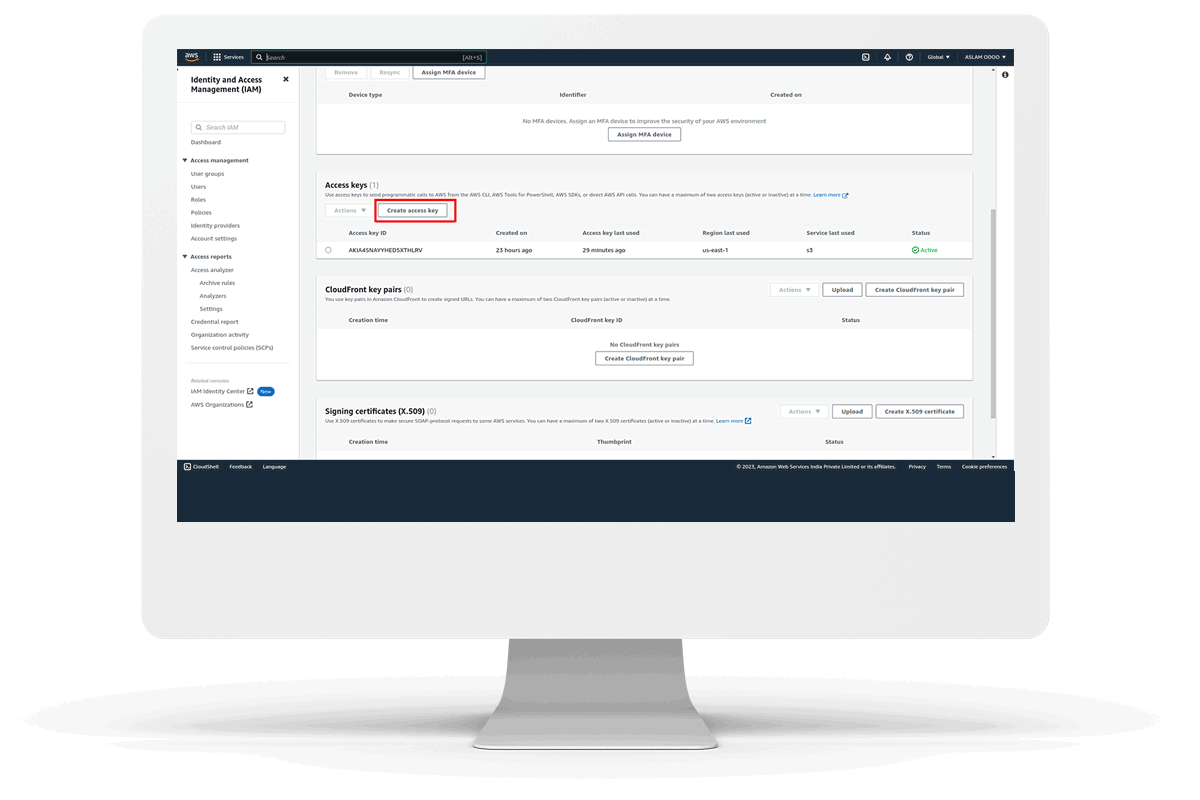 aws Services Search [Alt+S] Global ▼ ASLAM ODOO ▼
Identity and Access
Management (IAM)
Search IAM
Dashboard
Access management
User groups
Users
Roles
Policies
Identity providers
Account settings
Access reports
Access analyzer
Archive rules
Analyzers
Settings
Credential report
Organization activity
Service control policies (SCPs)
Related consoles
IAM Identity Center New
AWS Organizations
Remove Resync Assign MFA device
Device type Identifier Created on
No MFA devices. Assign an MFA device to improve the security of your AWS environment
Assign MFA device
Access keys (1)
Use access keys to send programmatic calls to AWS from the AWS CLI, AWS Tools for PowerShell, AWS SDKs, or direct AWS API calls. You can have a maximum of two access keys (active or inactive) at a time. Learn more
Actions ▼ Create access key
Access key ID Created on Access key last used Region last used Service last used Status
AKIA4SNAYYHED5XTHLRV 23 hours ago 29 minutes ago us-east-1 s3 Active
CloudFront key pairs (0) Actions ▼ Upload Create CloudFront key pair
You use key pairs in Amazon CloudFront to create signed URLs. You can have a maximum of two CloudFront key pairs (active or inactive) at a time.
Creation time CloudFront key ID Status
No CloudFront key pairs
Create CloudFront key pair
Signing certificates (X.509) (0) Actions ▼ Upload Create X.509 certificate
Use X.509 certificates to make secure SOAP-protocol requests to some AWS services. You can have a maximum of two X.509 certificates (active or inactive) at a time. Learn more
Creation time Thumbprint Status
CloudShell Feedback Language © 2023, Amazon Web Services India Private Limited or its affiliates. Privacy Terms Cookie preferences